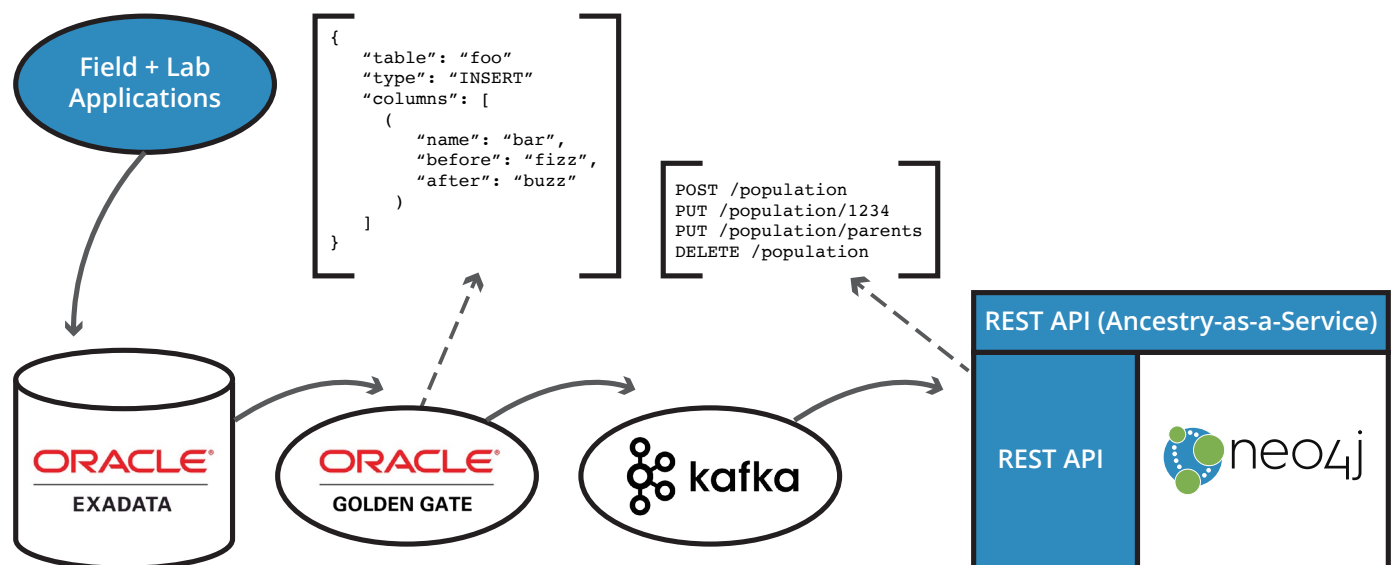 Field + Lab
Applications
{
“table”: “foo”
“type”: “INSERT”
“columns”: [
(
“name”: “bar”,
“before”: “fizz”,
“after”: “buzz”
)
]
}
POST /population
PUT /population/1234
PUT /population/parents
DELETE /population
ORACLE®
EXADATA
ORACLE®
GOLDEN GATE
kafka
REST API (Ancestry-as-a-Service)
REST API
neo4j